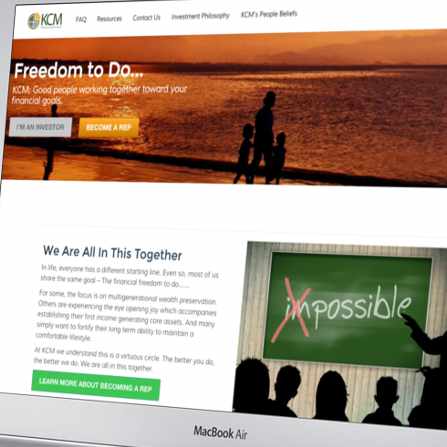 KCM
FAQ
Resources
Contact Us
Investment Philosophy
KCM's People Beliefs
Freedom to Do...
KCM: Good people working together toward your
financial goals.
I'M AN INVESTOR
BECOME A REP
We Are All In This Together
In life, everyone has a different starting line. Even so, most of us
share the same goal – The financial freedom to do......
For some, the focus is on multigenerational wealth preservation.
Others are experiencing the eye opening joy which accompanies
establishing their first income generating core assets. And many
simply want to fortify their long term ability to maintain a
comfortable lifestyle.
At KCM we understand this is a virtuous circle. The better you do,
the better we do. We are all in this together.
LEARN MORE ABOUT BECOMING A REP
impossible
MacBook Air